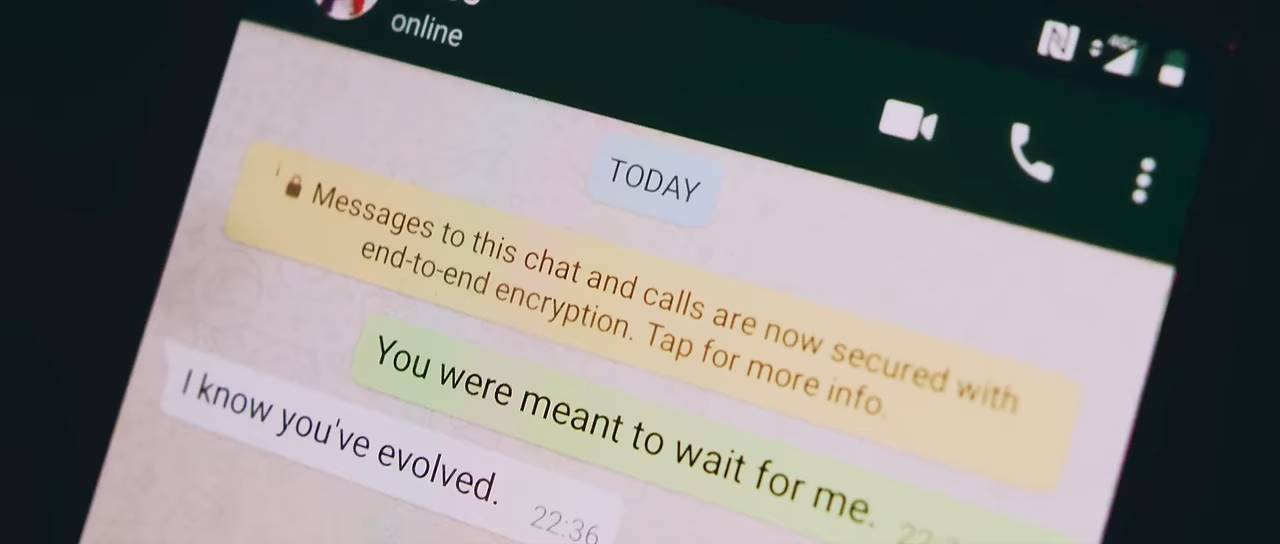 online
TODAY
Messages to this chat and calls are now secured with
end-to-end encryption. Tap for more info.
You were meant to wait for me.
I know you've evolved.
22:36